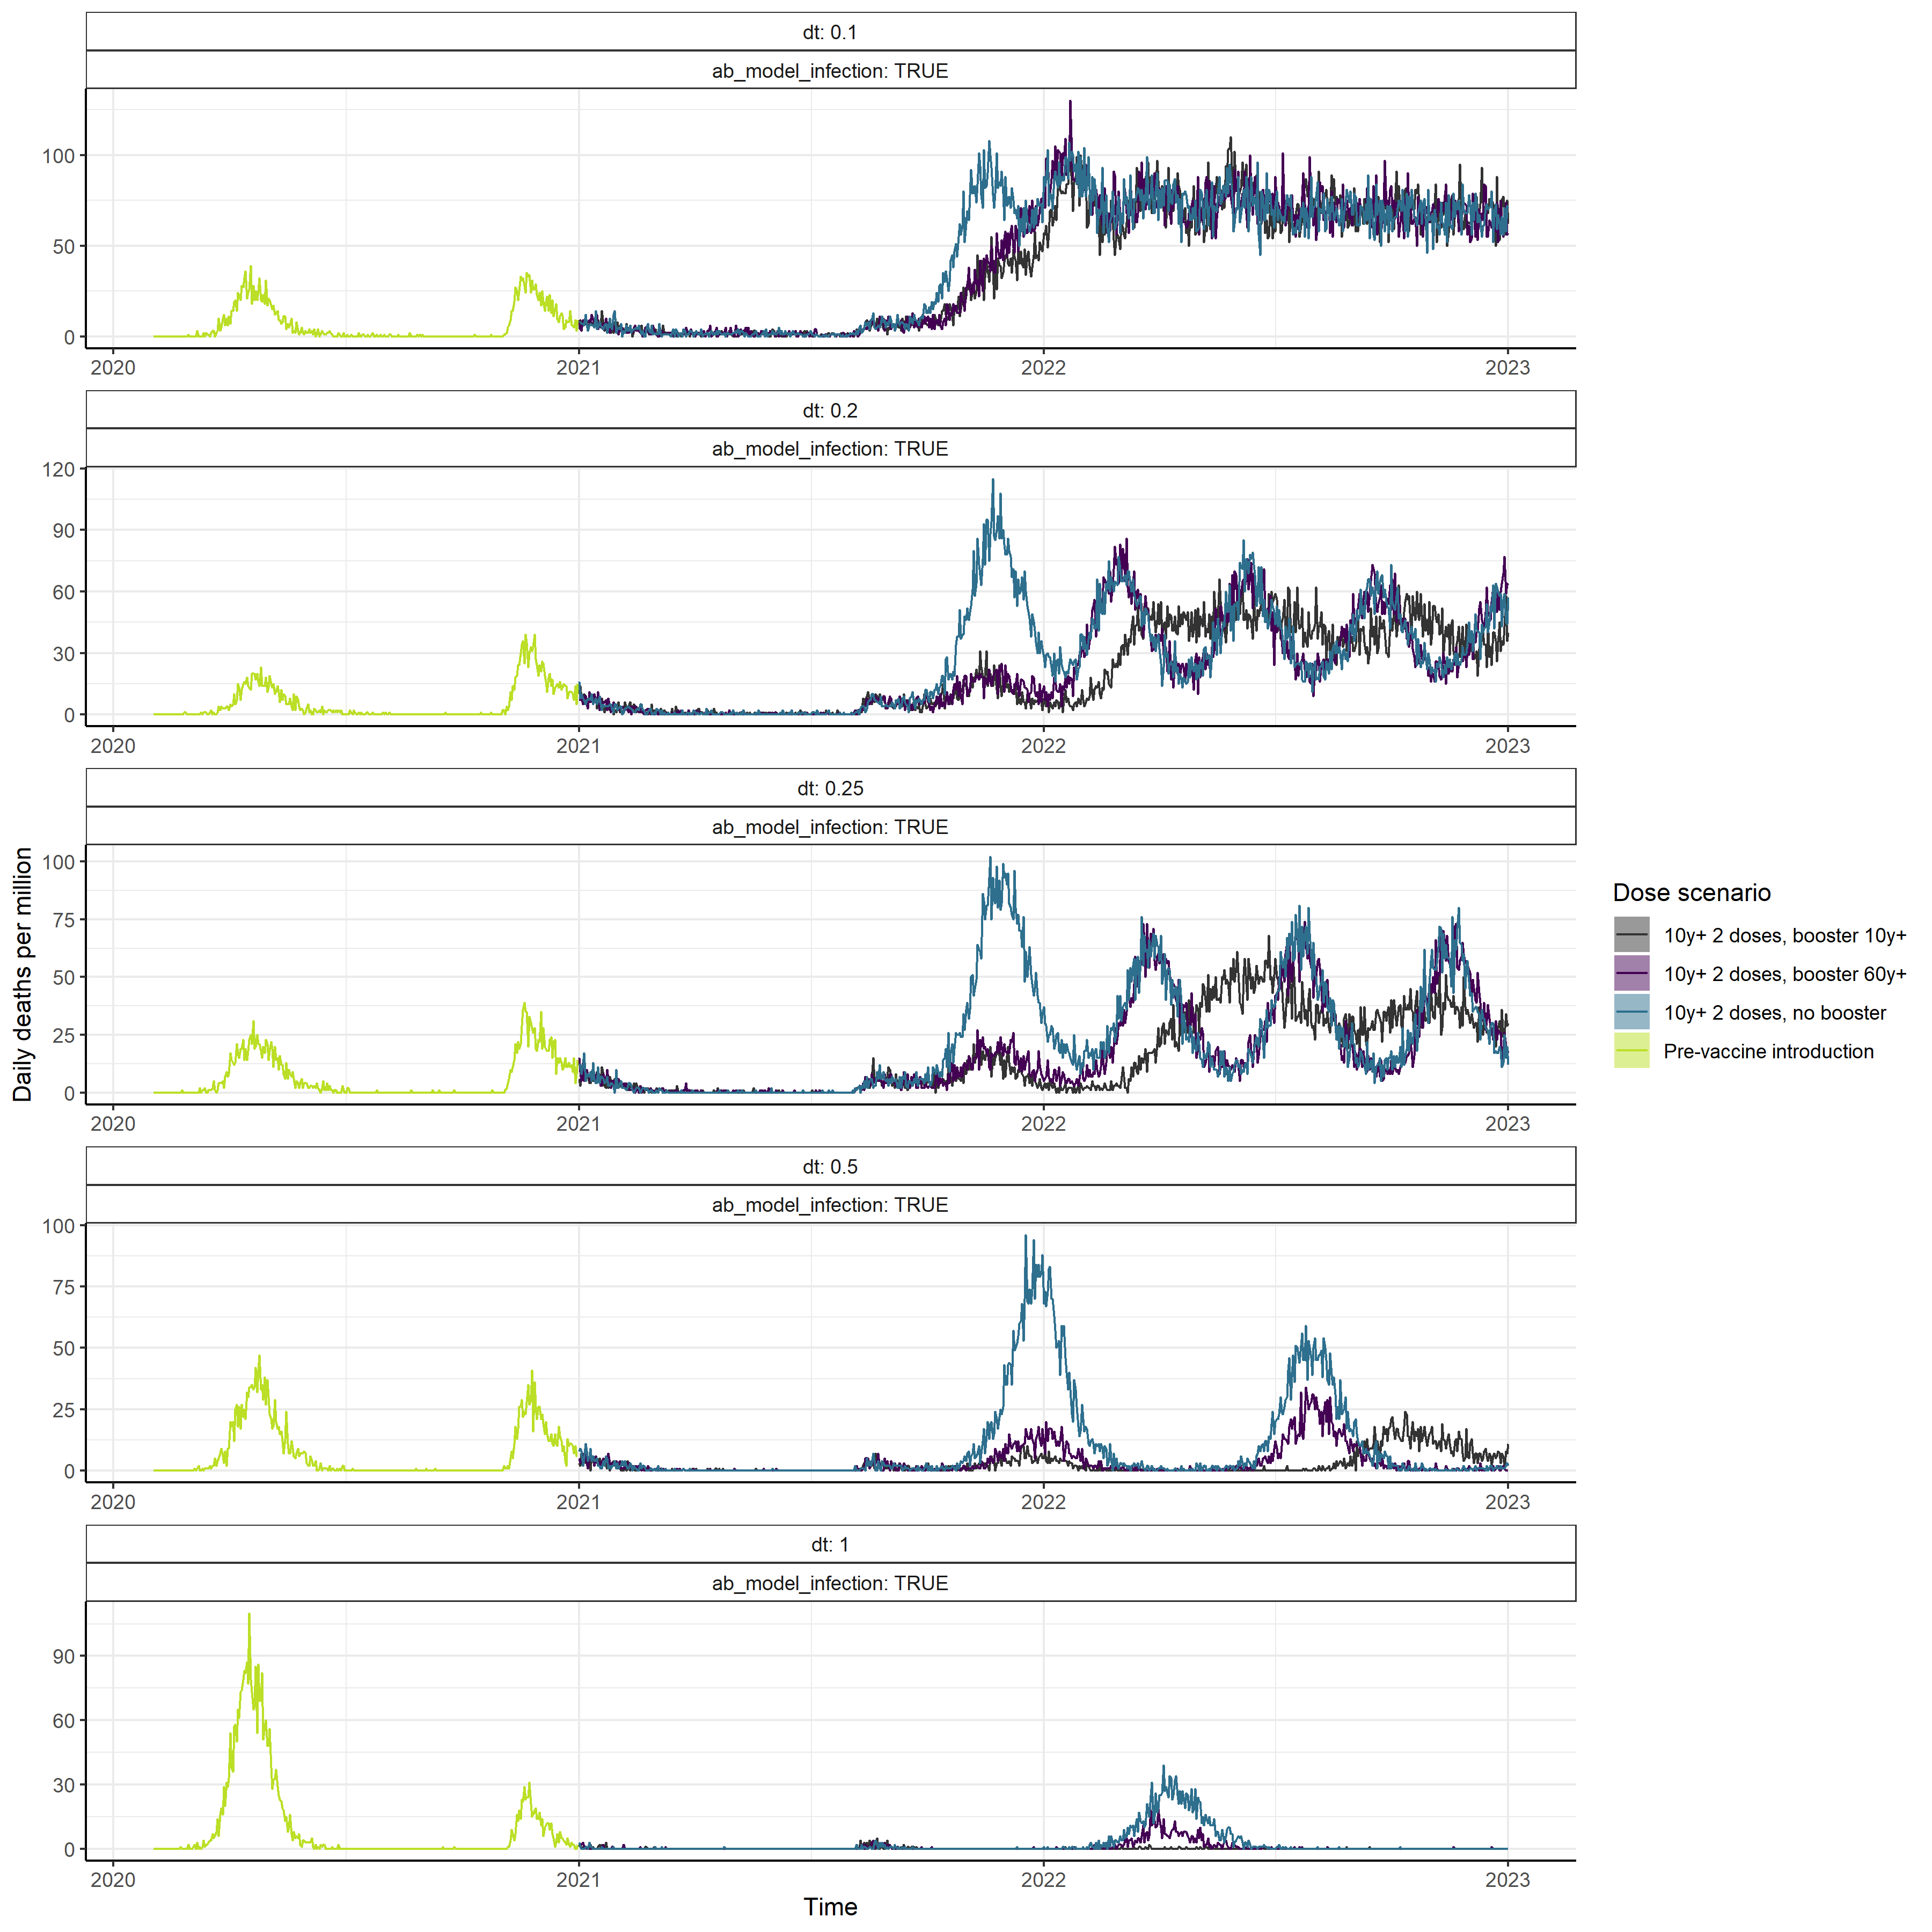 dt: 0.1
ab_model_infection: TRUE
100
50
0
2020 2021 2022 2023
dt: 0.2
ab_model_infection: TRUE
120
90
60
30
0
2020 2021 2022 2023
dt: 0.25
ab_model_infection: TRUE
100
75
50
25
0
2020 2021 2022 2023
Daily deaths per million
Dose scenario
10y+ 2 doses, booster 10y+
10y+ 2 doses, booster 60y+
10y+ 2 doses, no booster
Pre-vaccine introduction
dt: 0.5
ab_model_infection: TRUE
100
75
50
25
0
2020 2021 2022 2023
dt: 1
ab_model_infection: TRUE
90
60
30
0
2020 2021 2022 2023
Time